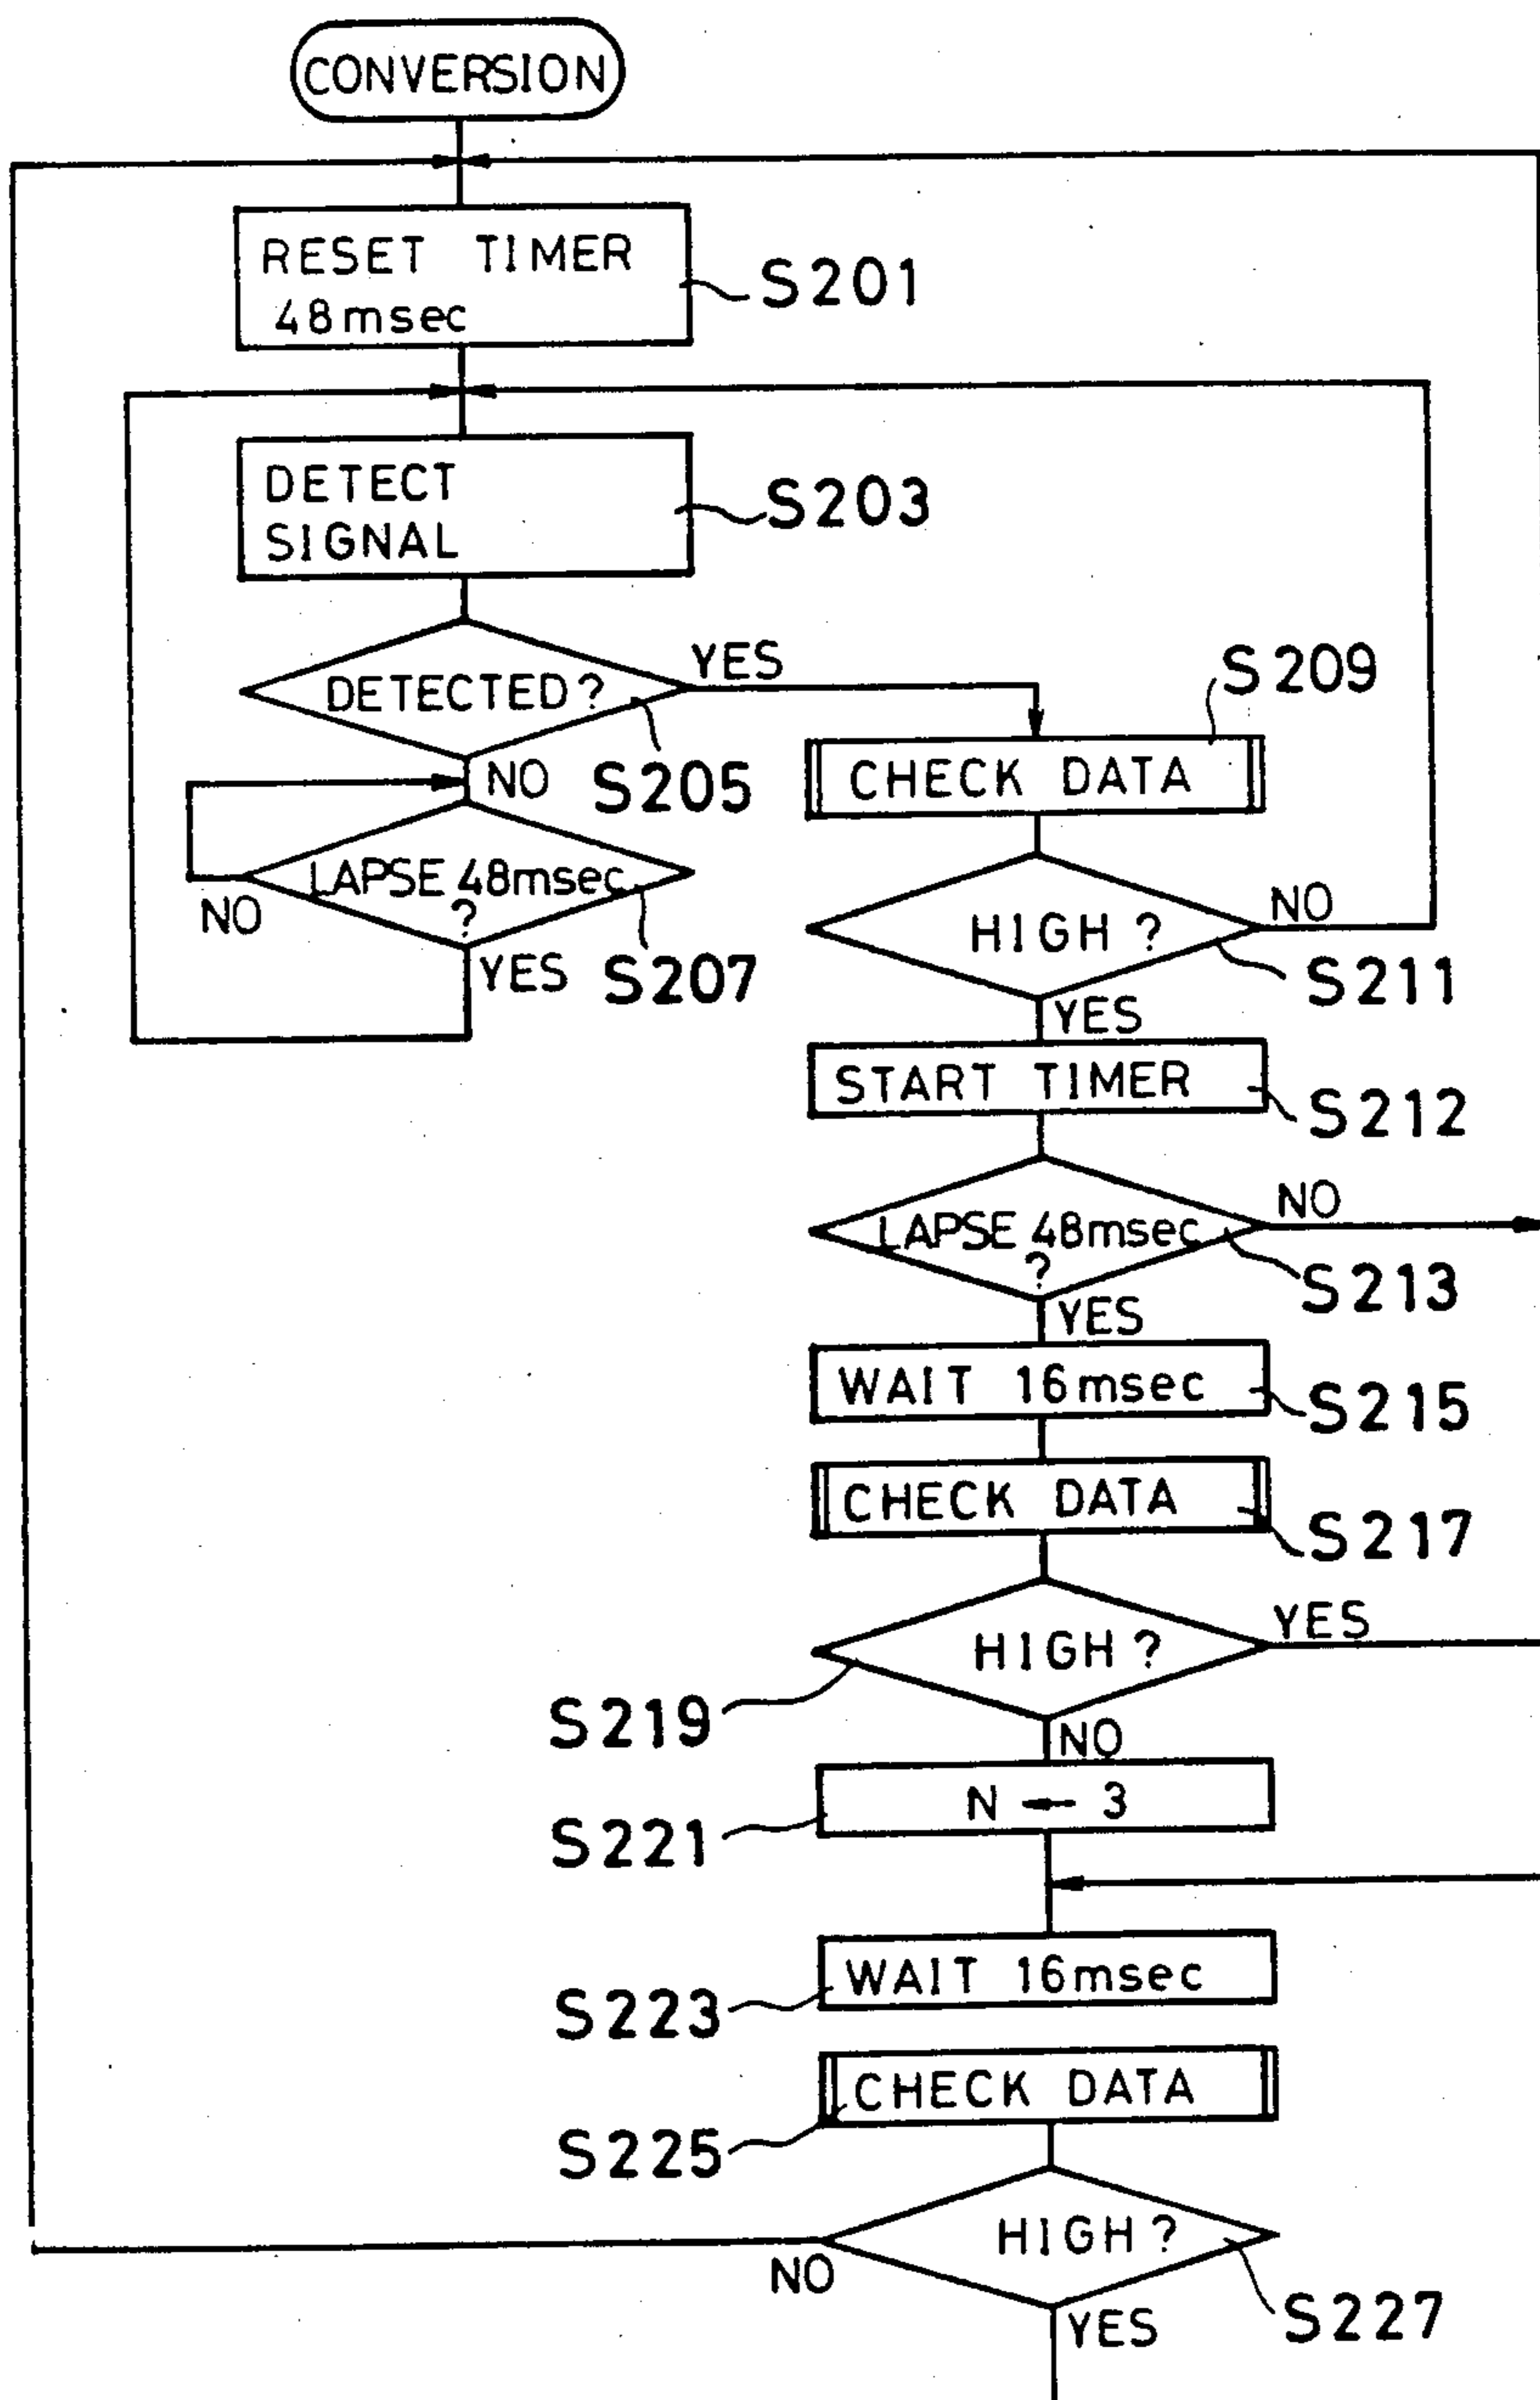 CONVERSION
RESET TIMER
48msec
S201
DETECT
SIGNAL
S203
DETECTED?
YES
S205
NO
LAPSE 48msec
?
NO
YES
S207
S209
CHECK DATA
HIGH?
NO
S211
YES
START TIMER
S212
LAPSE 48msec
?
NO
S213
YES
WAIT 16msec
S215
CHECK DATA
S217
HIGH?
YES
S219
NO
N ← 3
S221
WAIT 16msec
S223
CHECK DATA
S225
HIGH?
NO
S227
YES